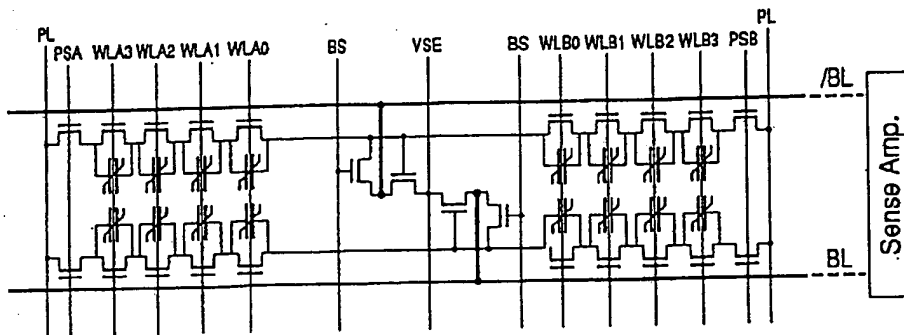 PL PL
PSA WLA3 WLA2 WLA1 WLA0 BS VSE BS WLB0 WLB1 WLB2 WLB3 PSB
/BL
BL
Sense Amp.